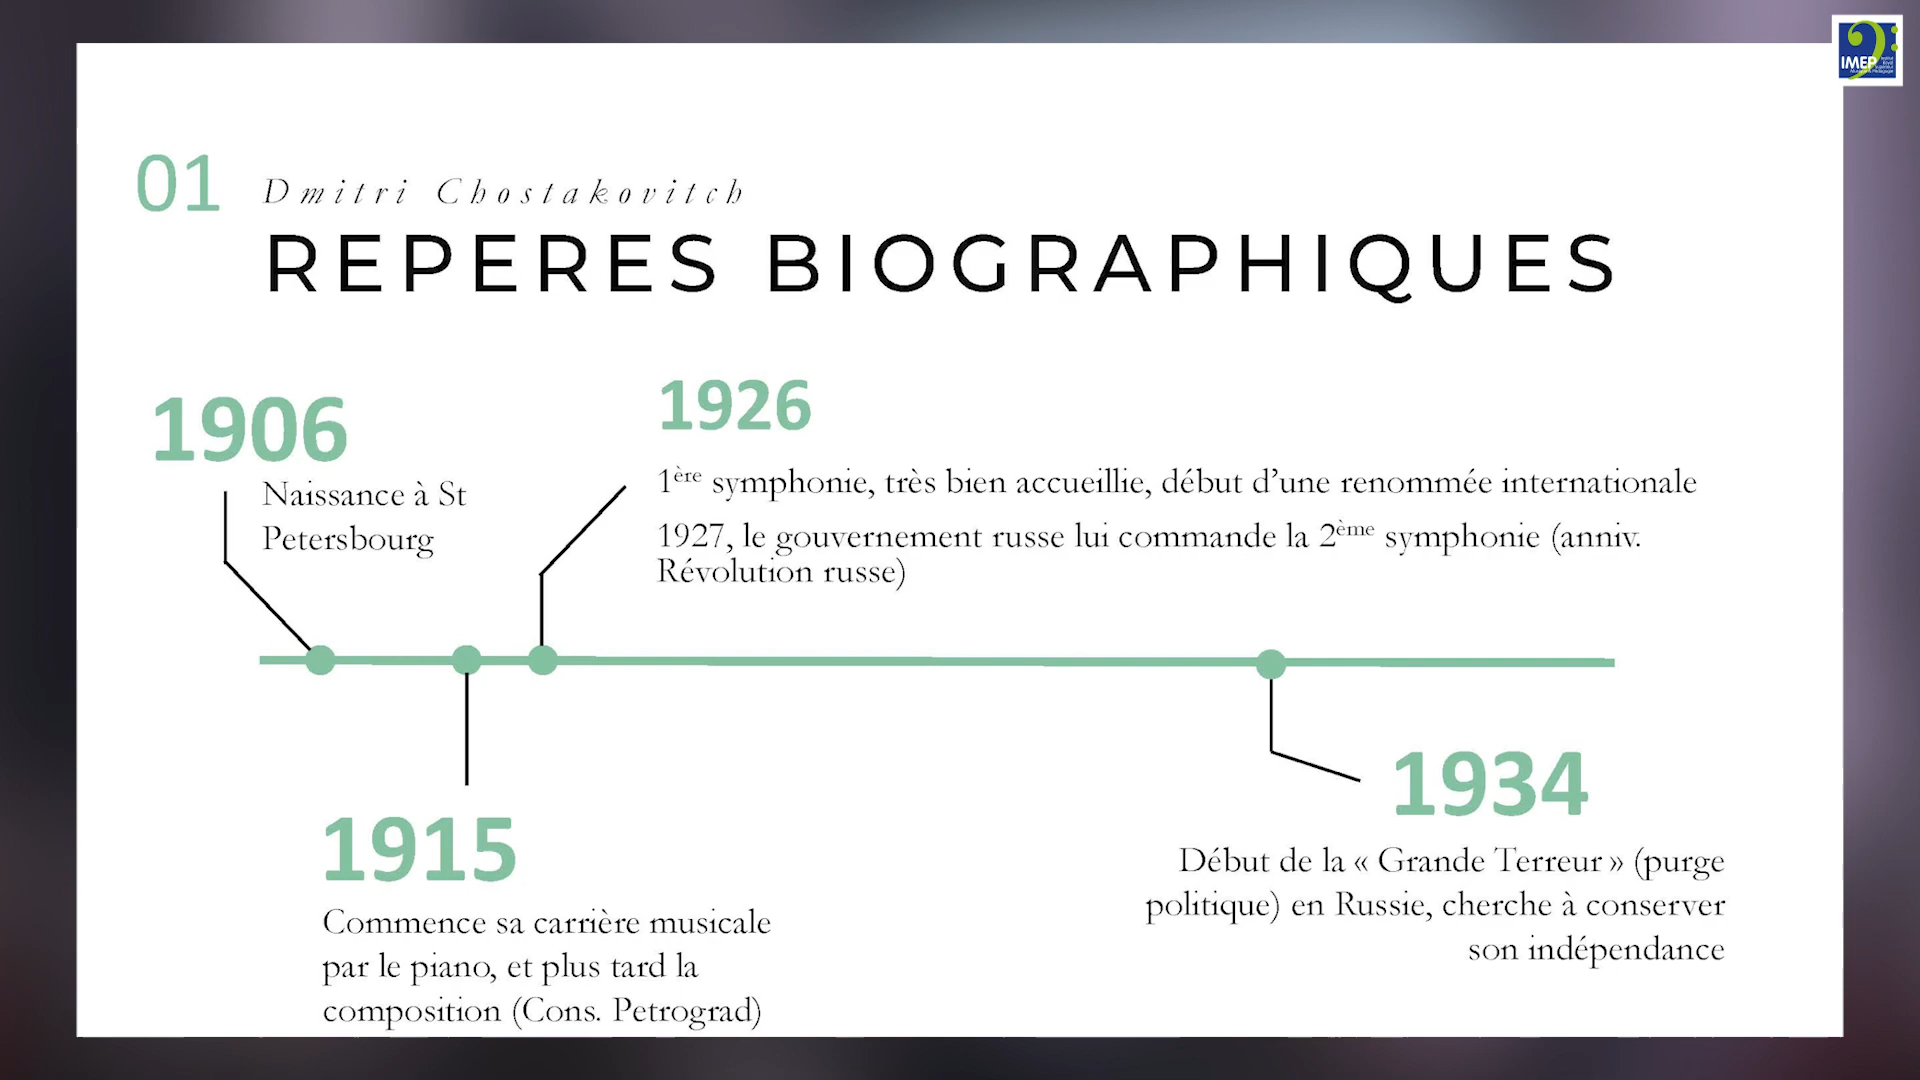 IMEP
01
Dmitri Chostakovitch
REPERES BIOGRAPHIQUES
1906
Naissance à St
Petersbourg
1926
1ère symphonie, très bien accueillie, début d’une renommée internationale
1927, le gouvernement russe lui commande la 2ème symphonie (anniv.
Révolution russe)
1915
Commence sa carrière musicale
par le piano, et plus tard la
composition (Cons. Petrograd)
1934
Début de la « Grande Terreur » (purge
politique) en Russie, cherche à conserver
son indépendance